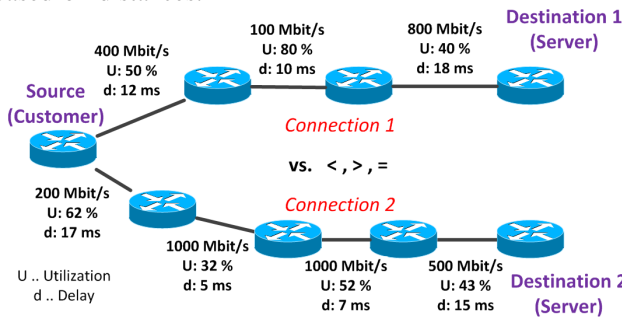 Destination 1
(Server)
100 Mbit/s
U: 80 %
d: 10 ms
800 Mbit/s
U: 40 %
d: 18 ms
400 Mbit/s
U: 50 %
d: 12 ms
Source
(Customer)
Connection 1
vs. < , > , =
Connection 2
200 Mbit/s
U: 62 %
d: 17 ms
1000 Mbit/s
U: 32 %
d: 5 ms
1000 Mbit/s
U: 52 %
d: 7 ms
500 Mbit/s
U: 43 %
d: 15 ms
U .. Utilization
d .. Delay
Destination 2
(Server)